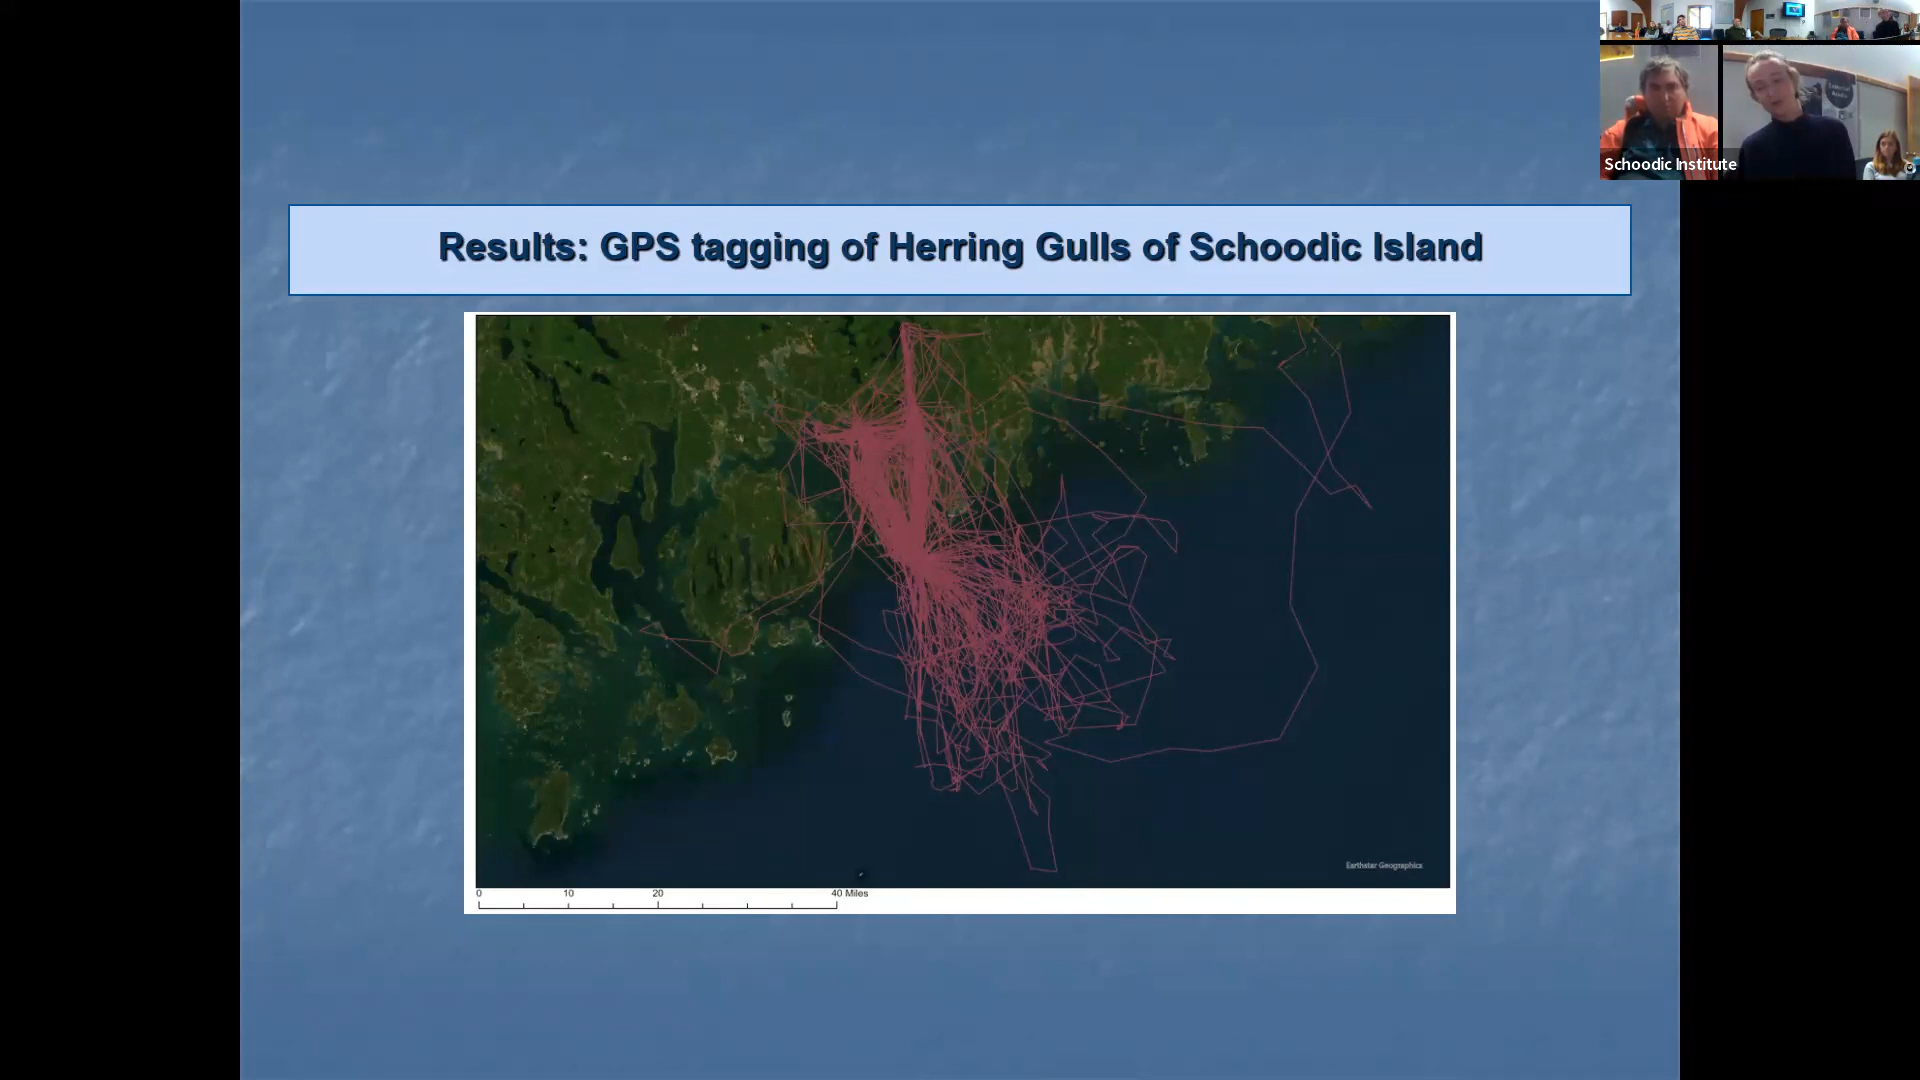 Schoodic Institute
Results: GPS tagging of Herring Gulls of Schoodic Island
Earthstar Geographics
0 10 20 40 Miles